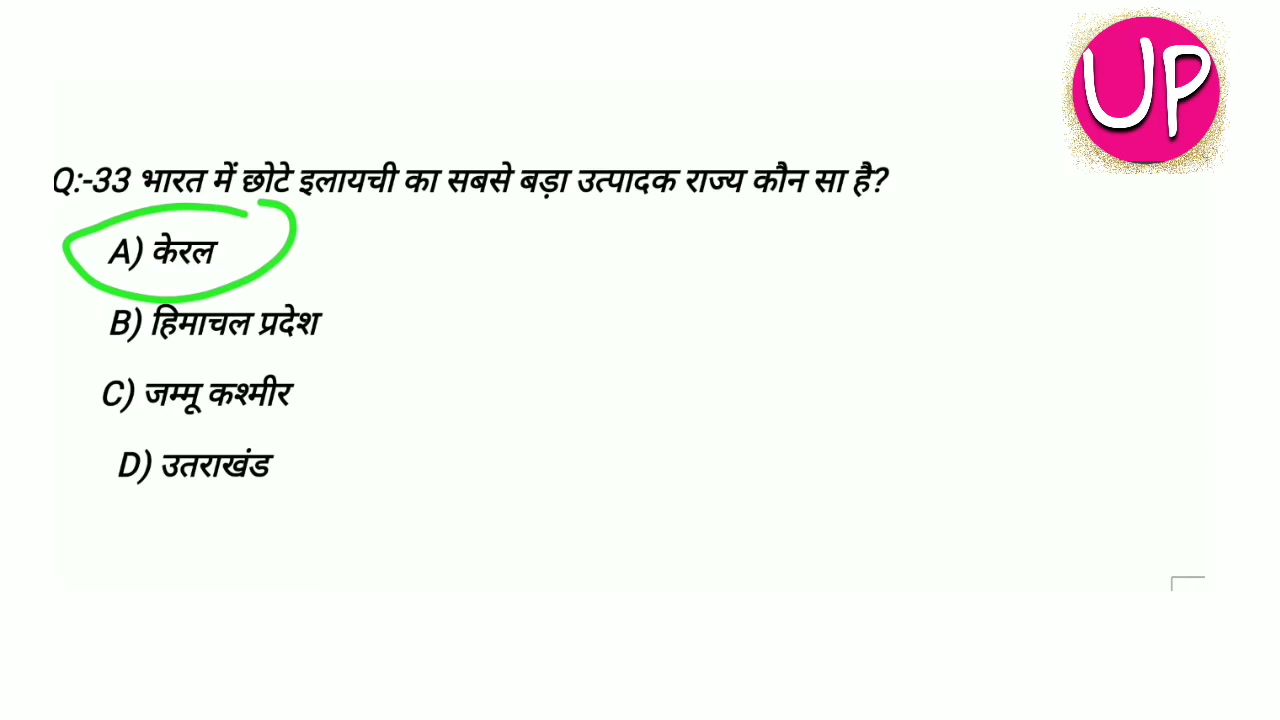 UP
Q:-33 भारत में छोटे इलायची का सबसे बड़ा उत्पादक राज्य कौन सा है?
A) केरल
B) हिमाचल प्रदेश
C) जम्मू कश्मीर
D) उतराखंड